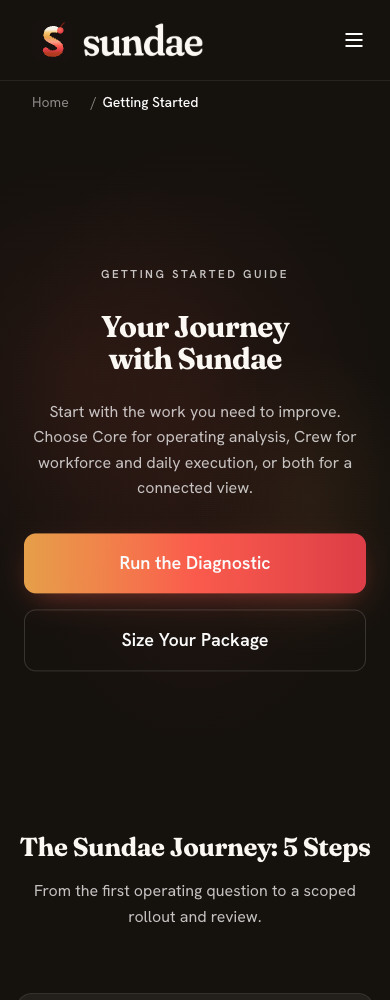 sundae
Home / Getting Started
GETTING STARTED GUIDE
Your Journey
with Sundae
Start with the work you need to improve.
Choose Core for operating analysis, Crew for
workforce and daily execution, or both for a
connected view.
Run the Diagnostic
Size Your Package
The Sundae Journey: 5 Steps
From the first operating question to a scoped
rollout and review.